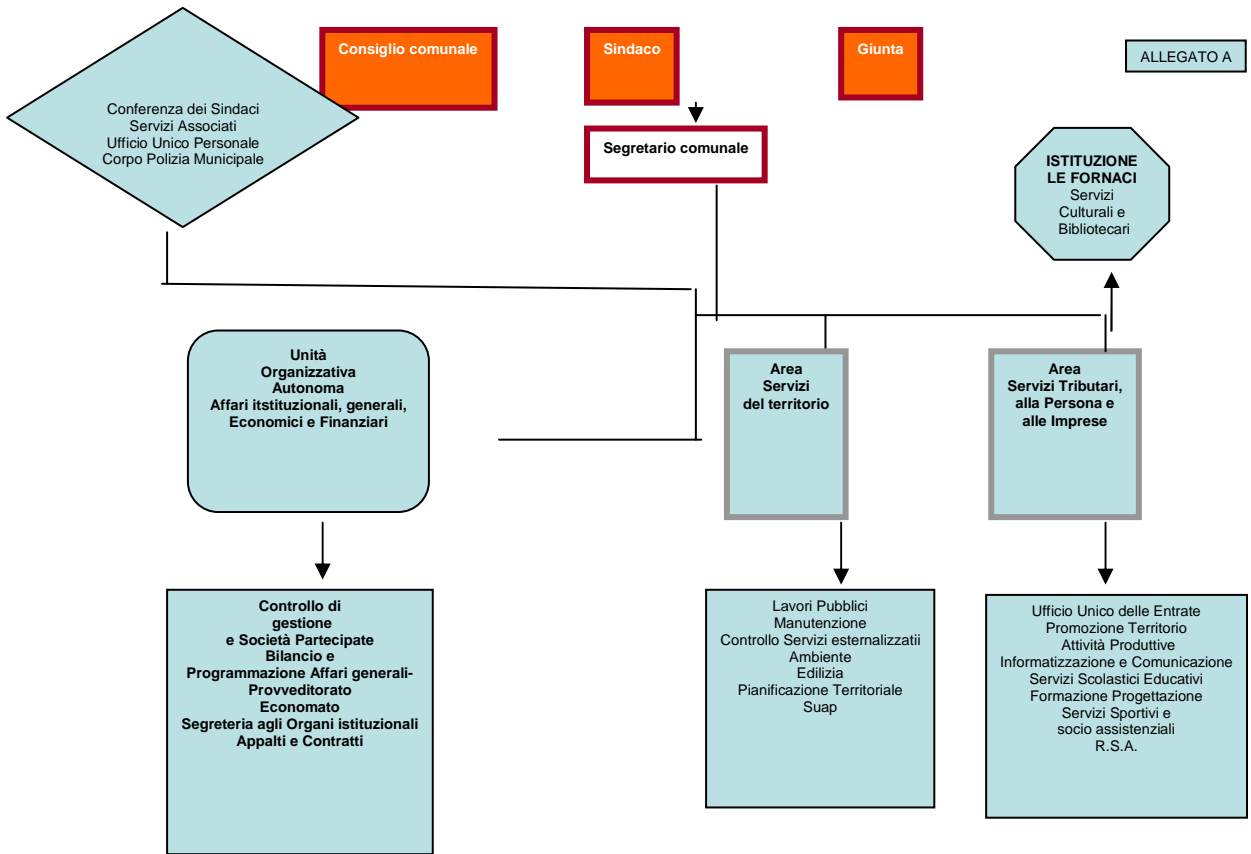 Consiglio comunale
Sindaco
Giunta
ALLEGATO A
Conferenza dei Sindaci
Servizi Associati
Ufficio Unico Personale
Corpo Polizia Municipale
Segretario comunale
ISTITUZIONE
LE FORNACI
Servizi
Culturali e
Bibliotecari
Unità
Organizzativa
Autonoma
Affari itstituzionali, generali,
Economici e Finanziari
Area
Servizi
del territorio
Area
Servizi Tributari,
alla Persona e
alle Imprese
Controllo di
gestione
e Società Partecipate
Bilancio e
Programmazione Affari generali-
Provveditorato
Economato
Segreteria agli Organi istituzionali
Appalti e Contratti
Lavori Pubblici
Manutenzione
Controllo Servizi esternalizzatii
Ambiente
Edilizia
Pianificazione Territoriale
Suap
Ufficio Unico delle Entrate
Promozione Territorio
Attività Produttive
Informatizzazione e Comunicazione
Servizi Scolastici Educativi
Formazione Progettazione
Servizi Sportivi e
socio assistenziali
R.S.A.